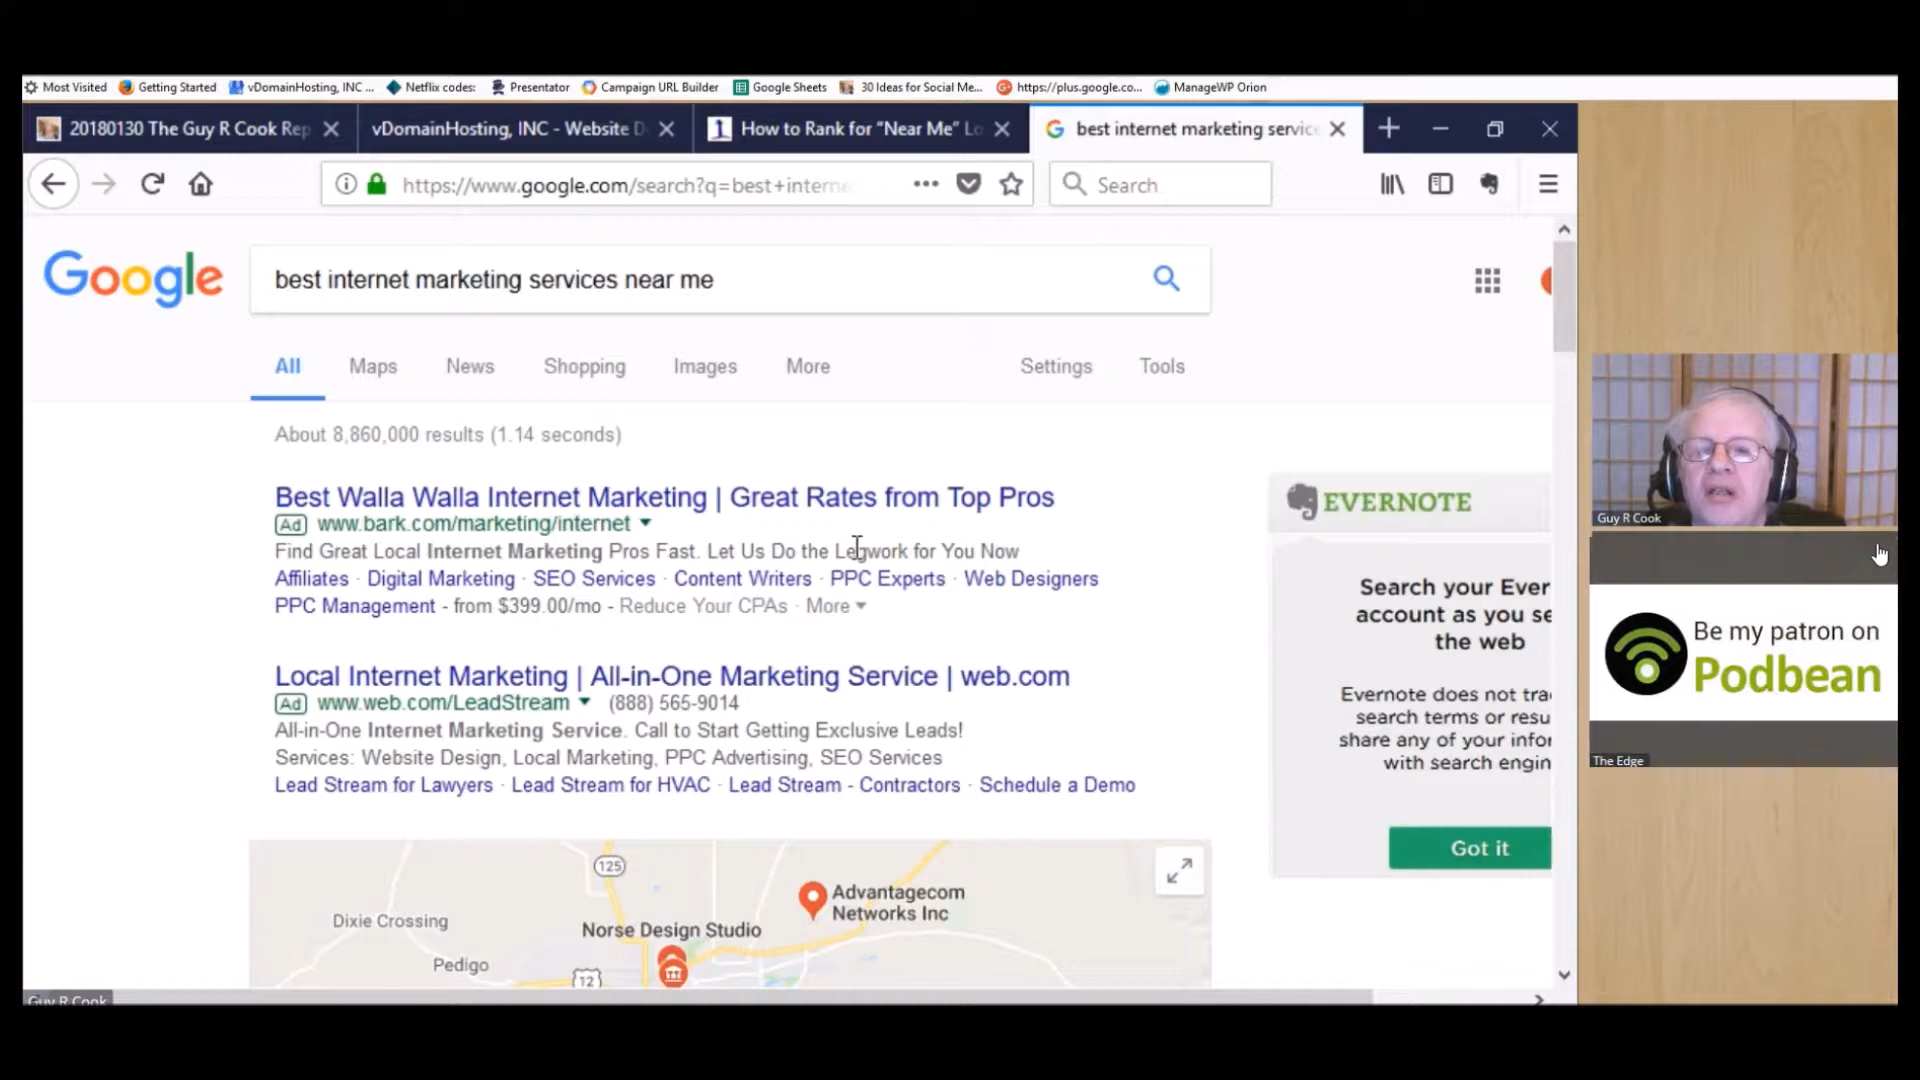 Most Visited Getting Started vDomainHosting, INC ... Netflix codes: Presentator Campaign URL Builder Google Sheets 30 Ideas for Social Me... https://plus.google.co... ManageWP Orion
20180130 The Guy R Cook Rep vDomainHosting, INC - Website D How to Rank for “Near Me” Lo best internet marketing servic
https://www.google.com/search?q=best+interne Search
Google best internet marketing services near me
All Maps News Shopping Images More Settings Tools
About 8,860,000 results (1.14 seconds)
Best Walla Walla Internet Marketing | Great Rates from Top Pros
Ad www.bark.com/marketing/internet
Find Great Local Internet Marketing Pros Fast. Let Us Do the Legwork for You Now
Affiliates · Digital Marketing · SEO Services · Content Writers · PPC Experts · Web Designers
PPC Management - from $399.00/mo - Reduce Your CPAs · More
Local Internet Marketing | All-in-One Marketing Service | web.com
Ad www.web.com/LeadStream (888) 565-9014
All-in-One Internet Marketing Service. Call to Start Getting Exclusive Leads!
Services: Website Design, Local Marketing, PPC Advertising, SEO Services
Lead Stream for Lawyers · Lead Stream for HVAC · Lead Stream - Contractors · Schedule a Demo
125
Advantagecom
Networks Inc
Dixie Crossing
Norse Design Studio
Pedigo
12
EVERNOTE
Search your Ever
account as you se
the web
Evernote does not tra
search terms or resu
share any of your infor
with search engin
Got it
Guy R Cook
Be my patron on
Podbean
The Edge
Guy R Cook